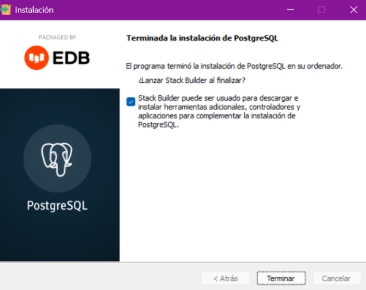 Instalación
PACKAGED BY
EDB
PostgreSQL
Terminada la instalación de PostgreSQL
El programa terminó la instalación de PostgreSQL en su ordenador.
¿Lanzar Stack Builder al finalizar?
Stack Builder puede ser usado para descargar e
instalar herramientas adicionales, controladores y
aplicaciones para complementar la instalación de
PostgreSQL.
< Atrás
Terminar
Cancelar